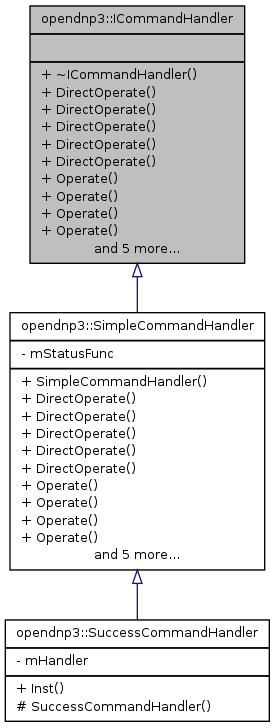 opendnp3::ICommandHandler
+ ~ICommandHandler()
+ DirectOperate()
+ DirectOperate()
+ DirectOperate()
+ DirectOperate()
+ DirectOperate()
+ Operate()
+ Operate()
+ Operate()
+ Operate()
and 5 more...
opendnp3::SimpleCommandHandler
- mStatusFunc
+ SimpleCommandHandler()
+ DirectOperate()
+ DirectOperate()
+ DirectOperate()
+ DirectOperate()
+ DirectOperate()
+ Operate()
+ Operate()
+ Operate()
+ Operate()
and 5 more...
opendnp3::SuccessCommandHandler
- mHandler
+ Inst()
# SuccessCommandHandler()